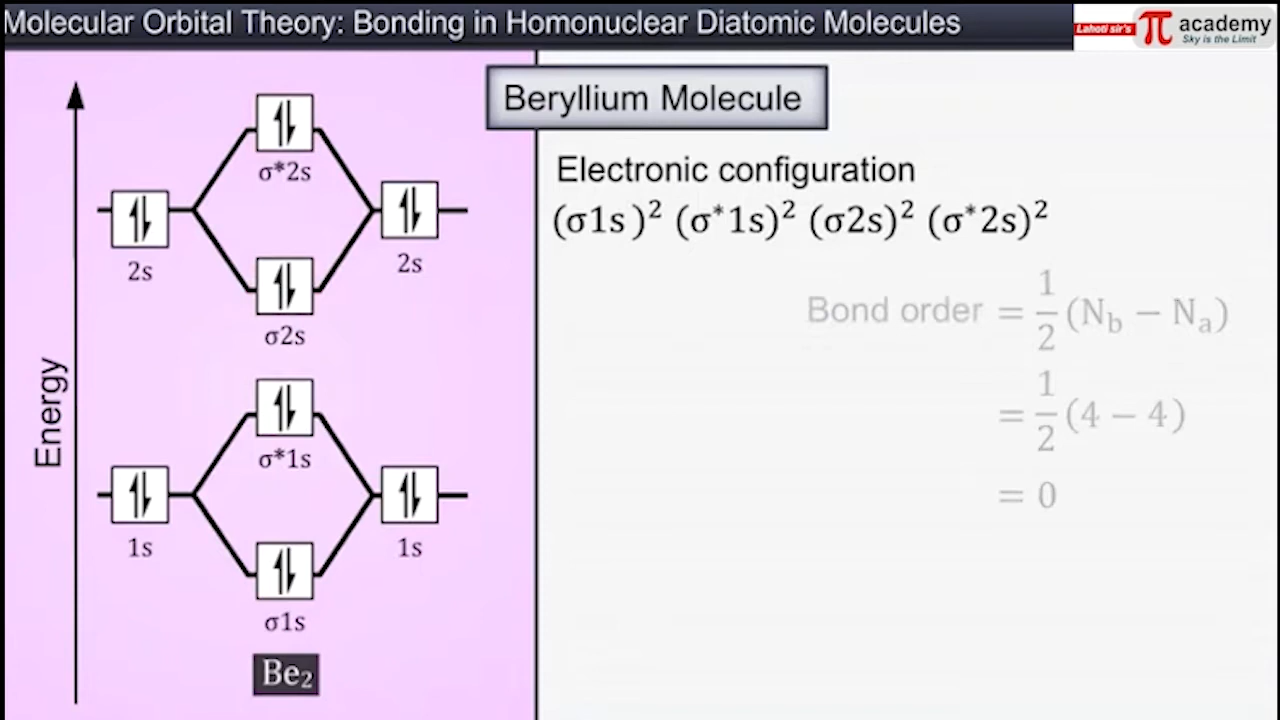 Molecular Orbital Theory: Bonding in Homonuclear Diatomic Molecules
Lahoti sir's π academy
Sky is the Limit
Beryllium Molecule
Electronic configuration
(σ1s)² (σ*1s)² (σ2s)² (σ*2s)²
Bond order = 1/2 (N_b − N_a)
= 1/2 (4 − 4)
= 0
Energy
σ*2s
2s 2s
σ2s
σ*1s
1s 1s
σ1s
Be₂